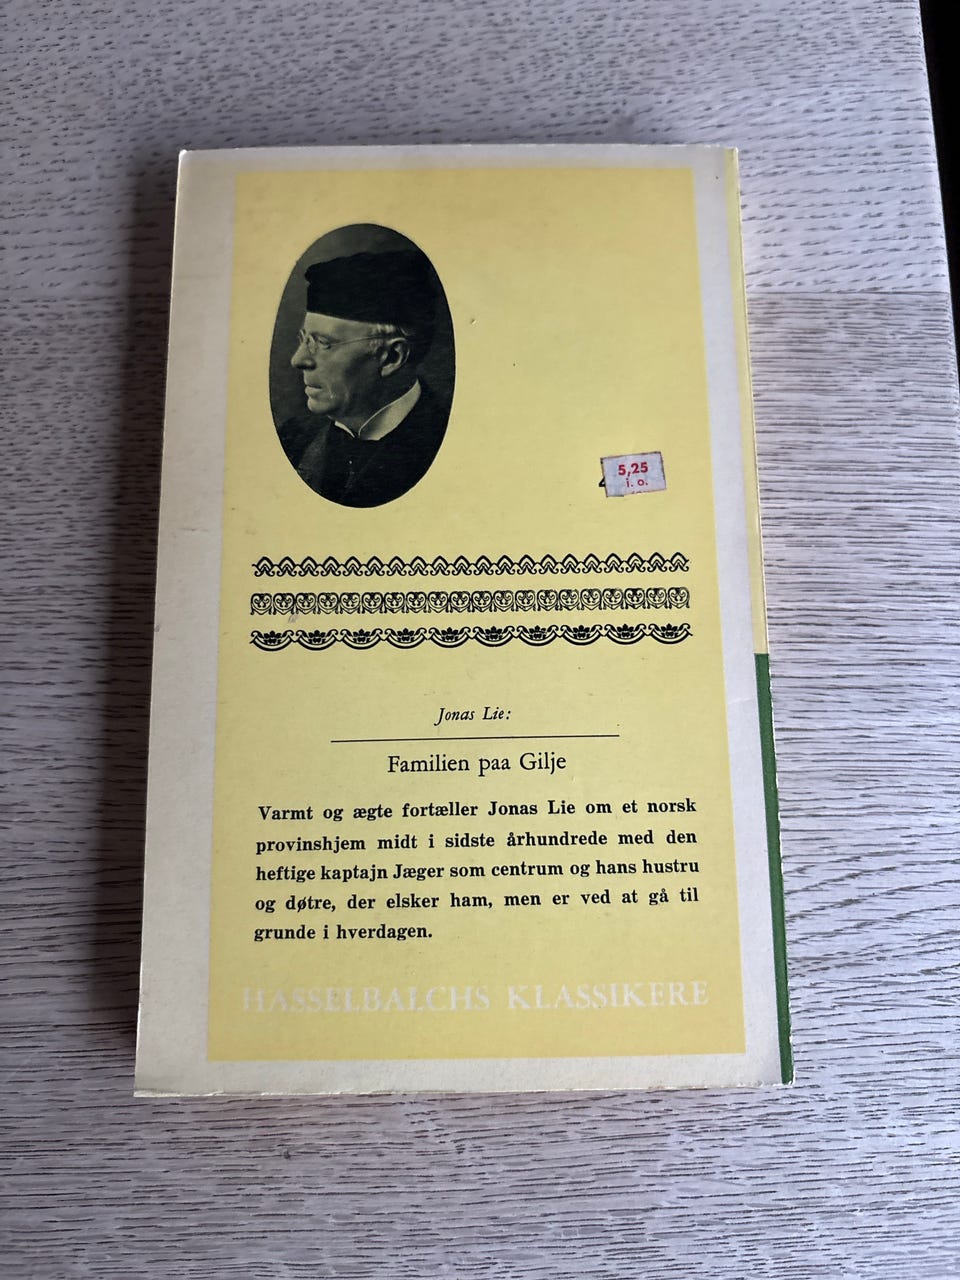 5,25
i. o.
Jonas Lie:
Familien paa Gilje
Varmt og ægte fortæller Jonas Lie om et norsk
provinshjem midt i sidste århundrede med den
heftige kaptajn Jæger som centrum og hans hustru
og døtre, der elsker ham, men er ved at gå til
grunde i hverdagen.
HASSELBALCHS KLASSIKERE